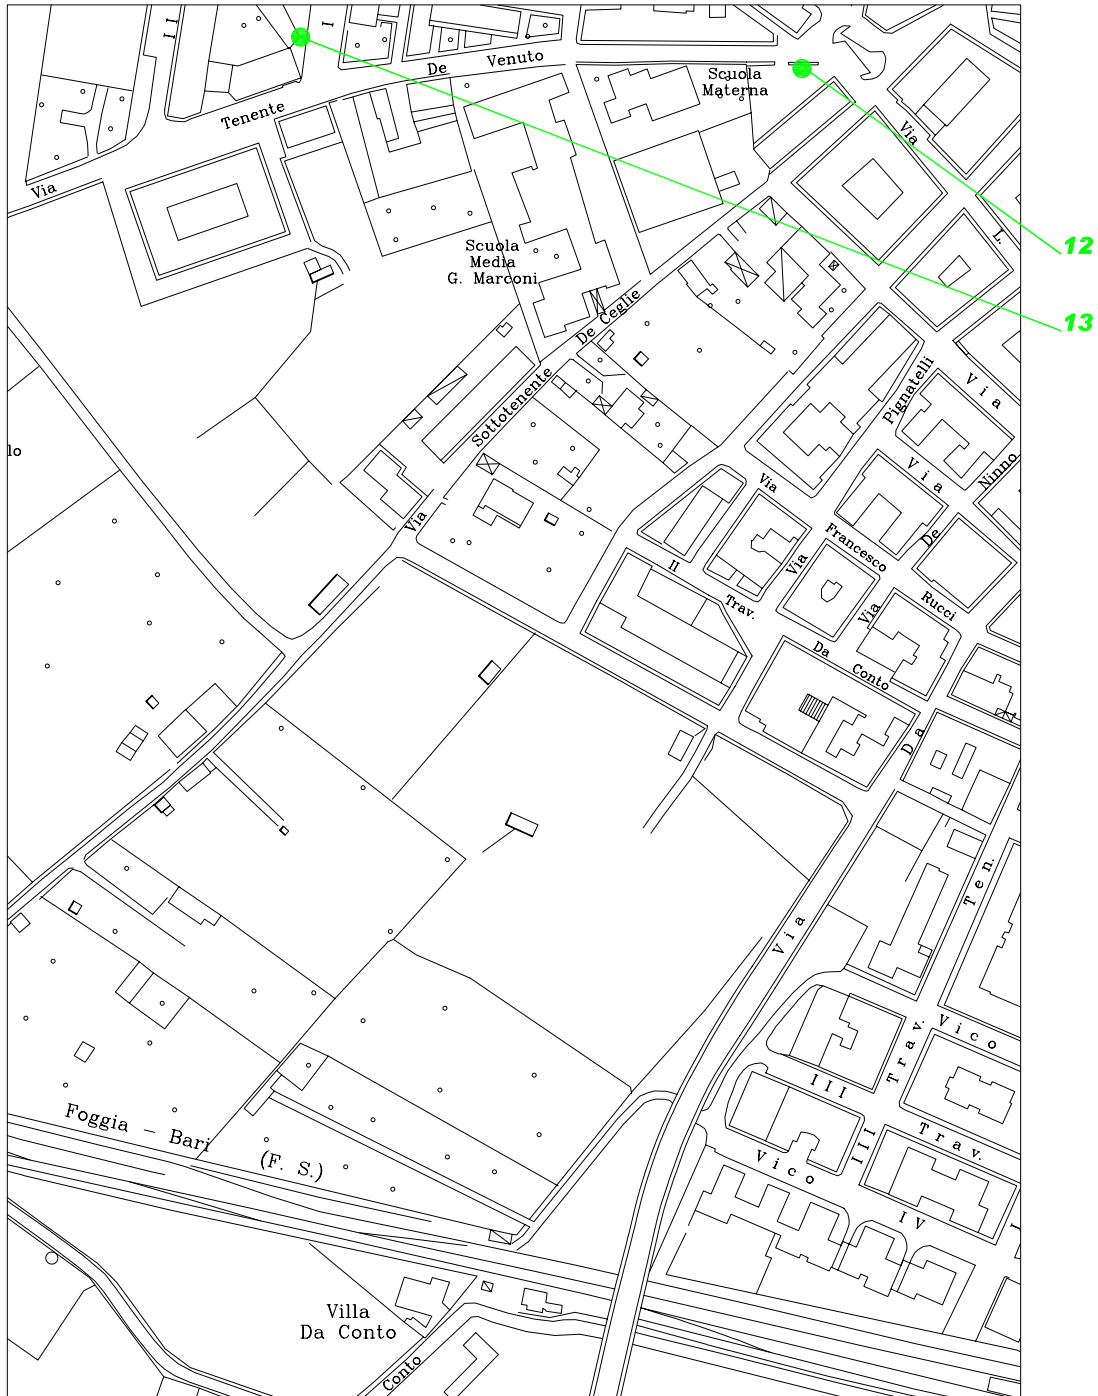 II
I
De Venuto
Tenente
Via
Scuola
Materna
Via
L.
12
13
Scuola
Media
G. Marconi
De Ceglie
Sottotenente
Via
lo
Pignatelli
Via
Via
Ninno
De
Via
Francesco
Rucci
Via
Via
II
Trav.
Da Conto
Da
Ten.
Via
Vico
Trav.
III
Trav.
III
Vico
IV
I
Foggia - Bari
(F. S.)
Villa
Da Conto
Conto